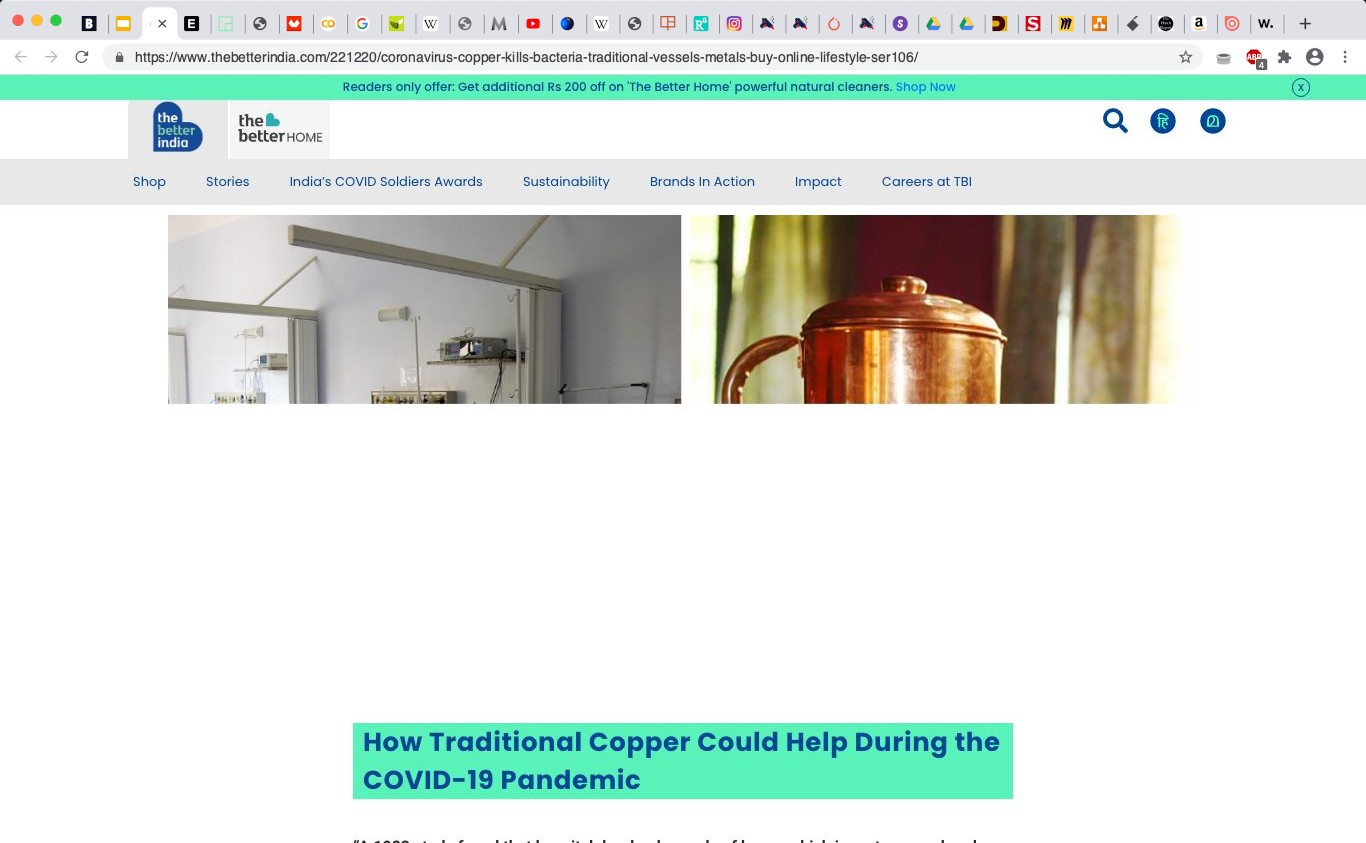 https://www.thebetterindia.com/221220/coronavirus-copper-kills-bacteria-traditional-vessels-metals-buy-online-lifestyle-ser106/
Readers only offer: Get additional Rs 200 off on 'The Better Home' powerful natural cleaners. Shop Now
X
the
better
india
the
better HOME
हि
മ
Shop Stories India's COVID Soldiers Awards Sustainability Brands In Action Impact Careers at TBI
How Traditional Copper Could Help During the
COVID-19 Pandemic